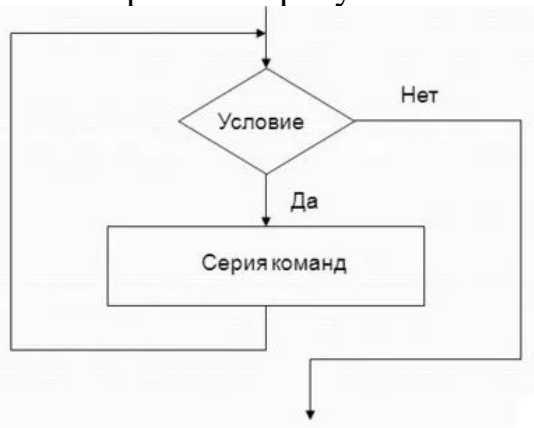 Нет
Условие
Да
Серия команд